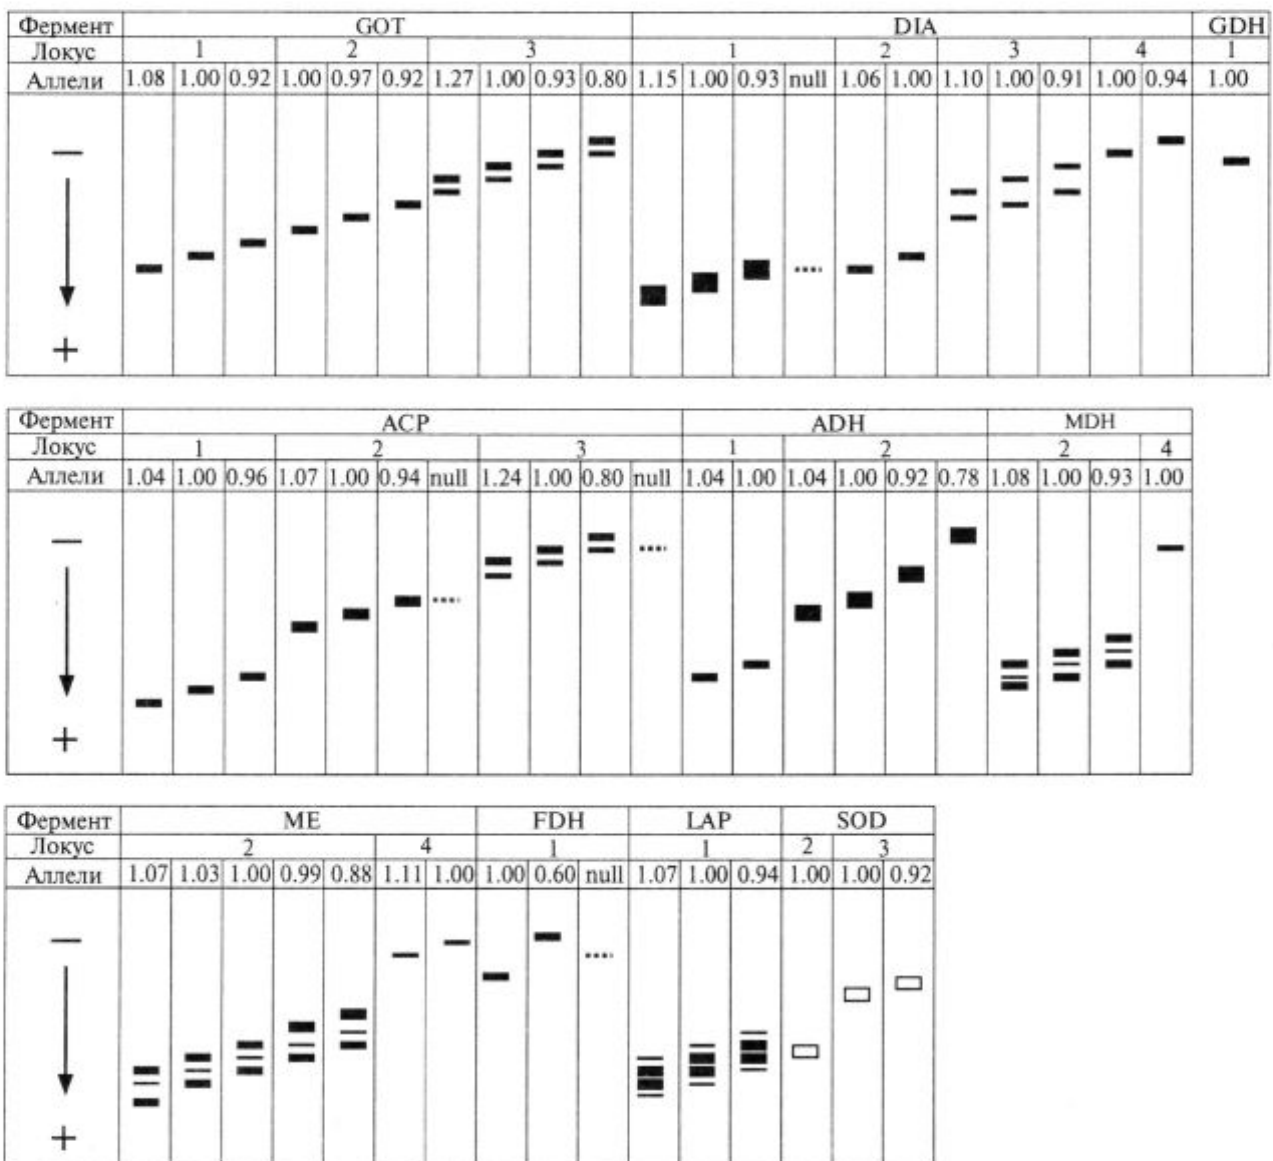 Фермент GOT DIA GDH
Локус 1 2 3 1 2 3 4 1
Аллели 1.08 1.00 0.92 1.00 0.97 0.92 1.27 1.00 0.93 0.80 1.15 1.00 0.93 null 1.06 1.00 1.10 1.00 0.91 1.00 0.94 1.00
−
+
Фермент ACP ADH MDH
Локус 1 2 3 1 2 2 4
Аллели 1.04 1.00 0.96 1.07 1.00 0.94 null 1.24 1.00 0.80 null 1.04 1.00 1.04 1.00 0.92 0.78 1.08 1.00 0.93 1.00
−
+
Фермент ME FDH LAP SOD
Локус 2 4 1 1 2 3
Аллели 1.07 1.03 1.00 0.99 0.88 1.11 1.00 1.00 0.60 null 1.07 1.00 0.94 1.00 1.00 0.92
−
+